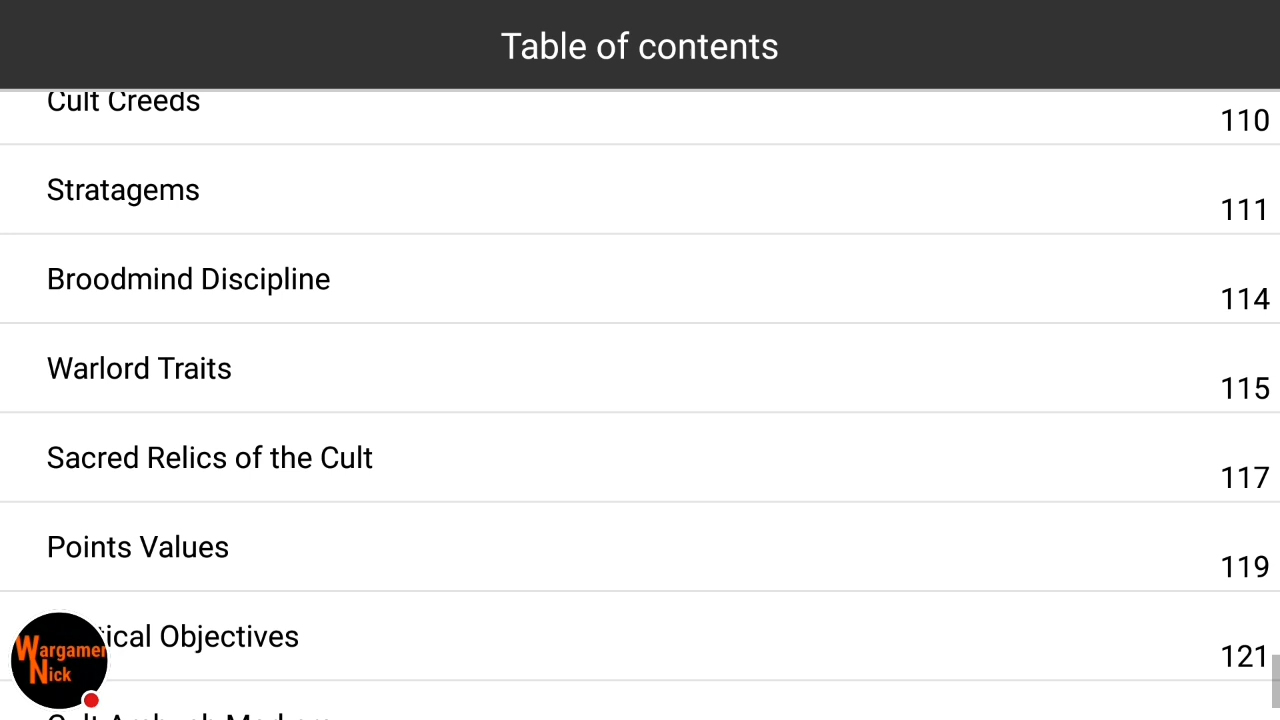 Table of contents
Cult Creeds
110
Stratagems
111
Broodmind Discipline
114
Warlord Traits
115
Sacred Relics of the Cult
117
Points Values
119
ical Objectives
121
Wargamer
Nick